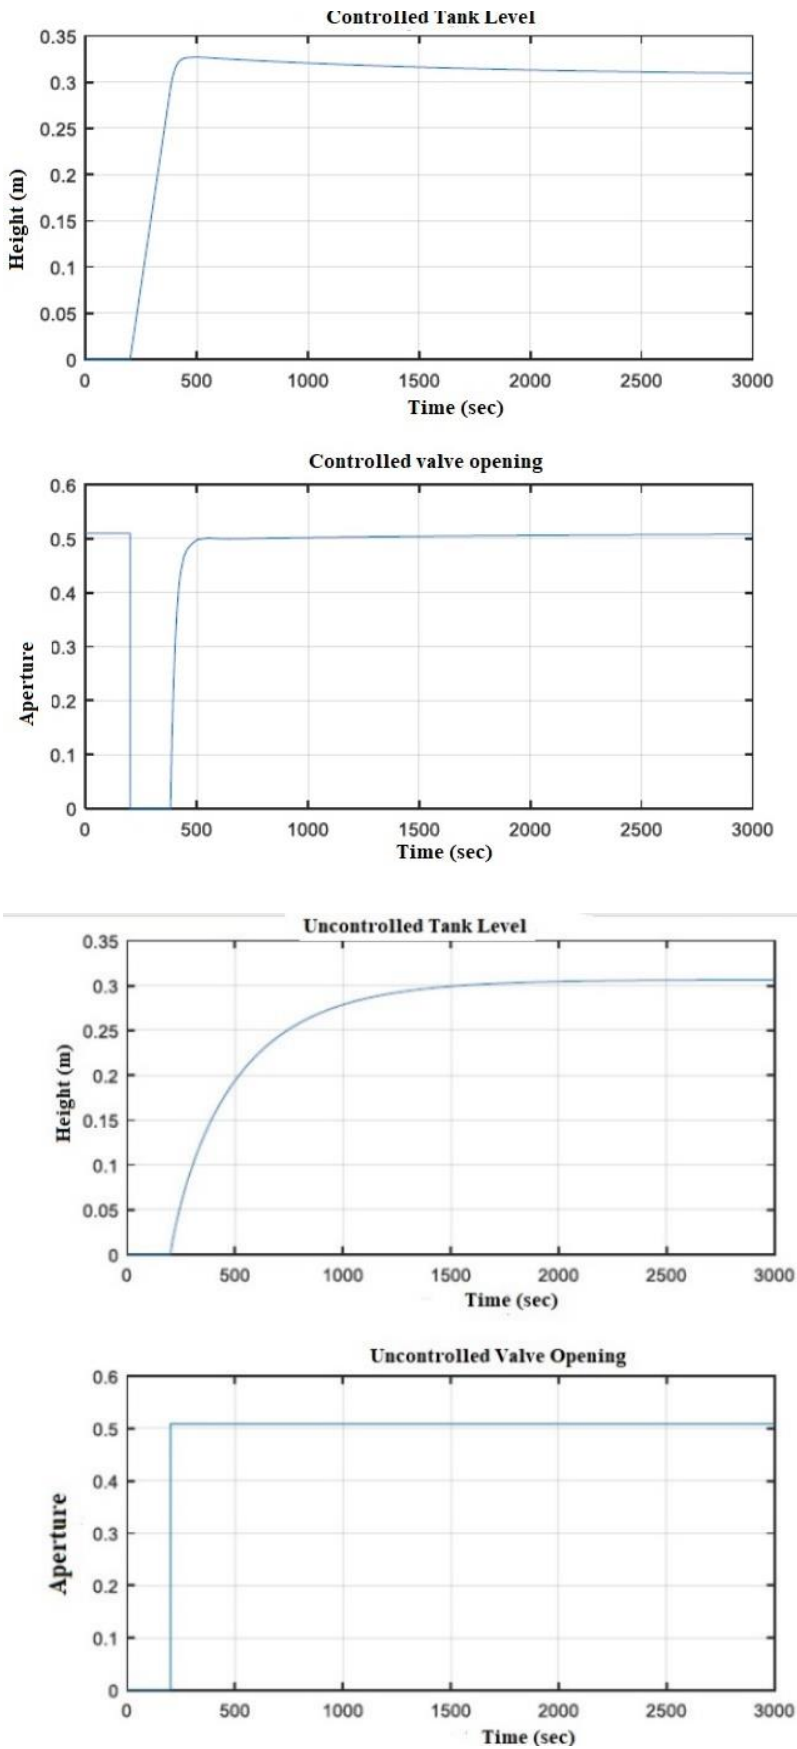 Controlled Tank Level
0.35
0.3
0.25
0.2
0.15
0.1
0.05
0
Height (m)
0 500 1000 1500 2000 2500 3000
Time (sec)
Controlled valve opening
0.6
0.5
0.4
0.3
0.2
0.1
0
Aperture
0 500 1000 1500 2000 2500 3000
Time (sec)
Uncontrolled Tank Level
0.35
0.3
0.25
0.2
0.15
0.1
0.05
0
Height (m)
0 500 1000 1500 2000 2500 3000
Time (sec)
Uncontrolled Valve Opening
0.6
0.5
0.4
0.3
0.2
0.1
0
Aperture
0 500 1000 1500 2000 2500 3000
Time (sec)